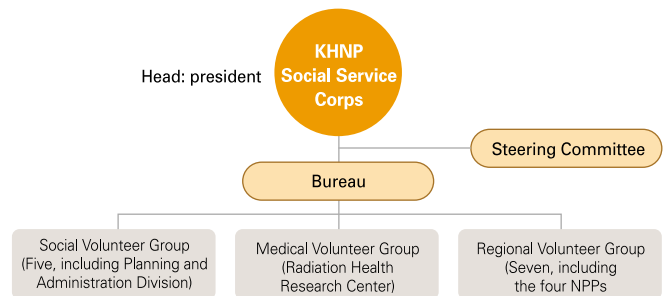 KHNP
Social Service
Corps
Head: president
Steering Committee
Bureau
Social Volunteer Group
(Five, including Planning and
Administration Division)
Medical Volunteer Group
(Radiation Health
Research Center)
Regional Volunteer Group
(Seven, including
the four NPPs